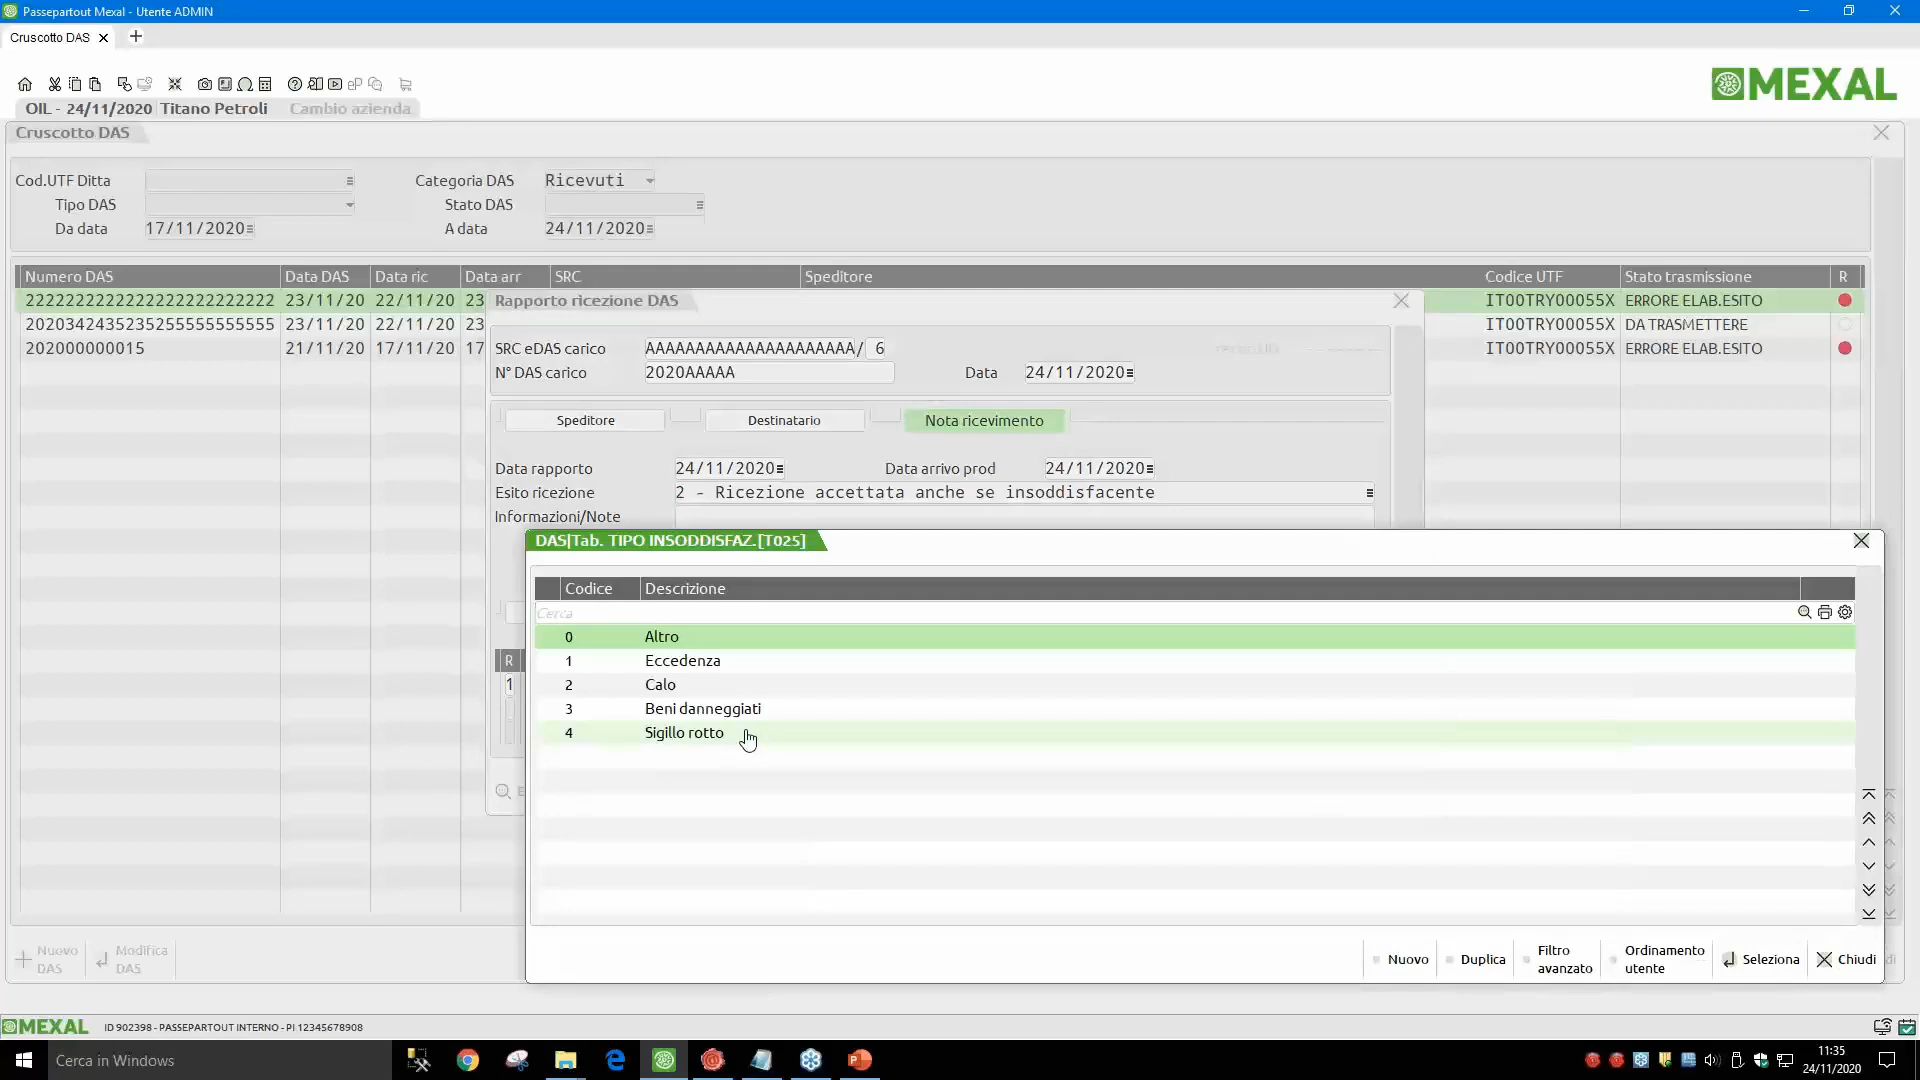 Passepartout Mexal - Utente ADMIN
Cruscotto DAS
MEXAL
OIL - 24/11/2020 Titano Petroli Cambio azienda
Cruscotto DAS
Cod.UTF Ditta Categoria DAS Ricevuti
Tipo DAS Stato DAS
Da data 17/11/2020 A data 24/11/2020
Numero DAS Data DAS Data ric Data arr SRC Speditore Codice UTF Stato trasmissione R
2222222222222222222222222 23/11/20 22/11/20 23 IT00TRY00055X ERRORE ELAB.ESITO
23/11/20 22/11/20 23 IT00TRY00055X DA TRASMETTERE
202000000015 21/11/20 17/11/20 17 IT00TRY00055X ERRORE ELAB.ESITO
Rapporto ricezione DAS
SRC eDAS carico AAAAAAAAAAAAAAAAAAAAA/ 6
N° DAS carico 2020AAAAA Data 24/11/2020
Speditore Destinatario Nota ricevimento
Data rapporto 24/11/2020 Data arrivo prod 24/11/2020
Esito ricezione 2 - Ricezione accettata anche se insoddisfacente
Informazioni/Note
R
1
DAS|Tab. TIPO INSODDISFAZ.[T025]
Codice Descrizione
Cerca
0 Altro
1 Eccedenza
2 Calo
3 Beni danneggiati
4 Sigillo rotto
Nuovo Duplica Filtro avanzato Ordinamento utente Seleziona Chiudi
Nuovo DAS Modifica DAS
MEXAL ID 902398 - PASSEPARTOUT INTERNO - PI 12345678908
Cerca in Windows
11:35
24/11/2020